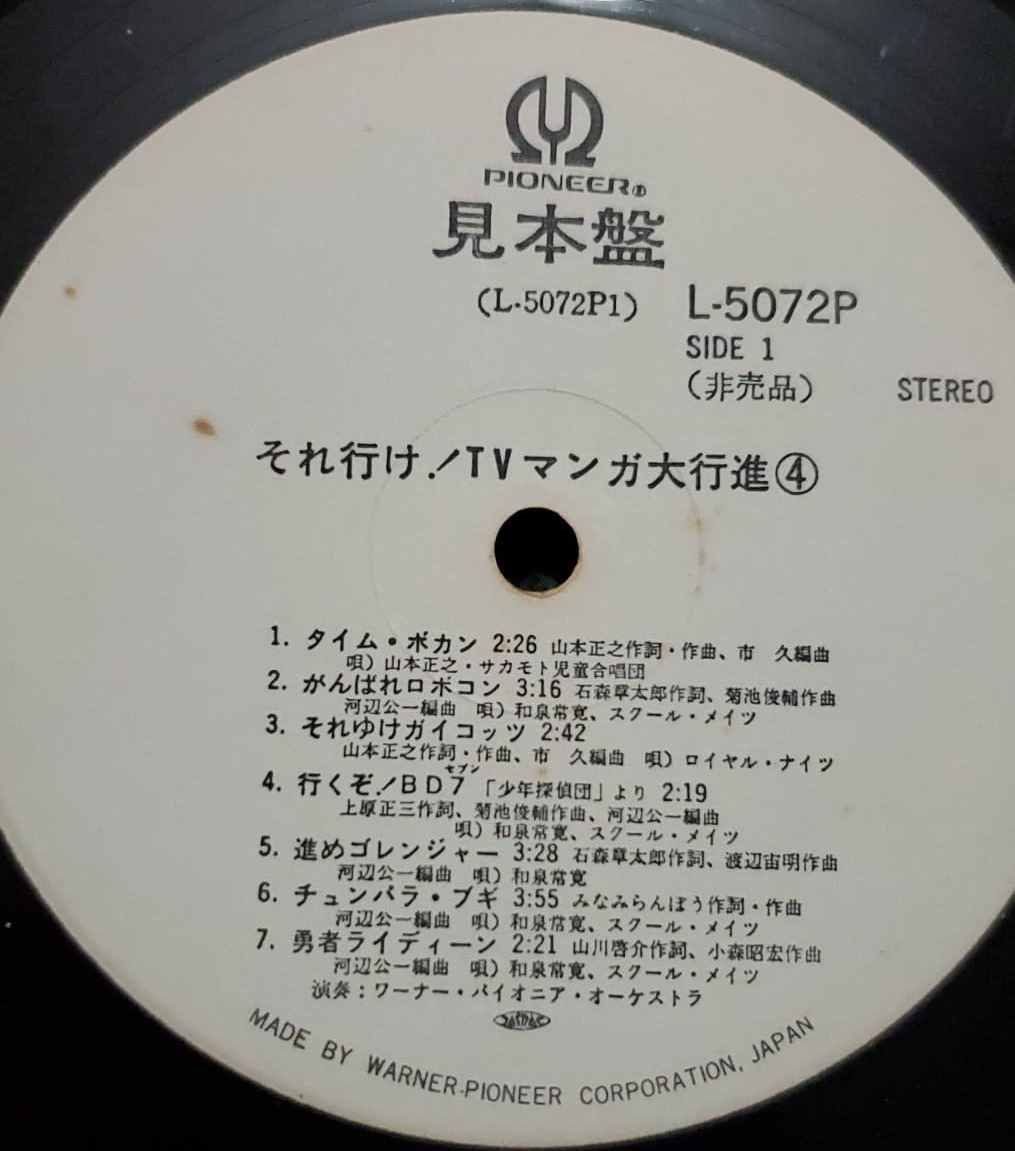 PIONEER®
見本盤
(L-5072P1) L-5072P
SIDE 1
(非売品) STEREO
それ行け!TVマンガ大行進④
1. タイム・ボカン 2:26 山本正之作詞・作曲、市 久編曲
唄)山本正之・サカモト児童合唱団
2. がんばれロボコン 3:16 石森章太郎作詞、菊池俊輔作曲
河辺公一編曲 唄)和泉常寛、スクール・メイツ
3. それゆけガイコッツ 2:42
山本正之作詞・作曲、市 久編曲 唄)ロイヤル・ナイツ
セブン
4. 行くぞ!BD7「少年探偵団」より 2:19
上原正三作詞、菊池俊輔作曲、河辺公一編曲
唄)和泉常寛、スクール・メイツ
5. 進めゴレンジャー 3:28 石森章太郎作詞、渡辺宙明作曲
河辺公一編曲 唄)和泉常寛
6. チュンバラ・ブギ 3:55 みなみらんぼう作詞・作曲
河辺公一編曲 唄)和泉常寛、スクール・メイツ
7. 勇者ライディーン 2:21 山川啓介作詞、小森昭宏作曲
河辺公一編曲 唄)和泉常寛、スクール・メイツ
演奏:ワーナー・パイオニア・オーケストラ
JASRAC
MADE BY WARNER-PIONEER CORPORATION, JAPAN